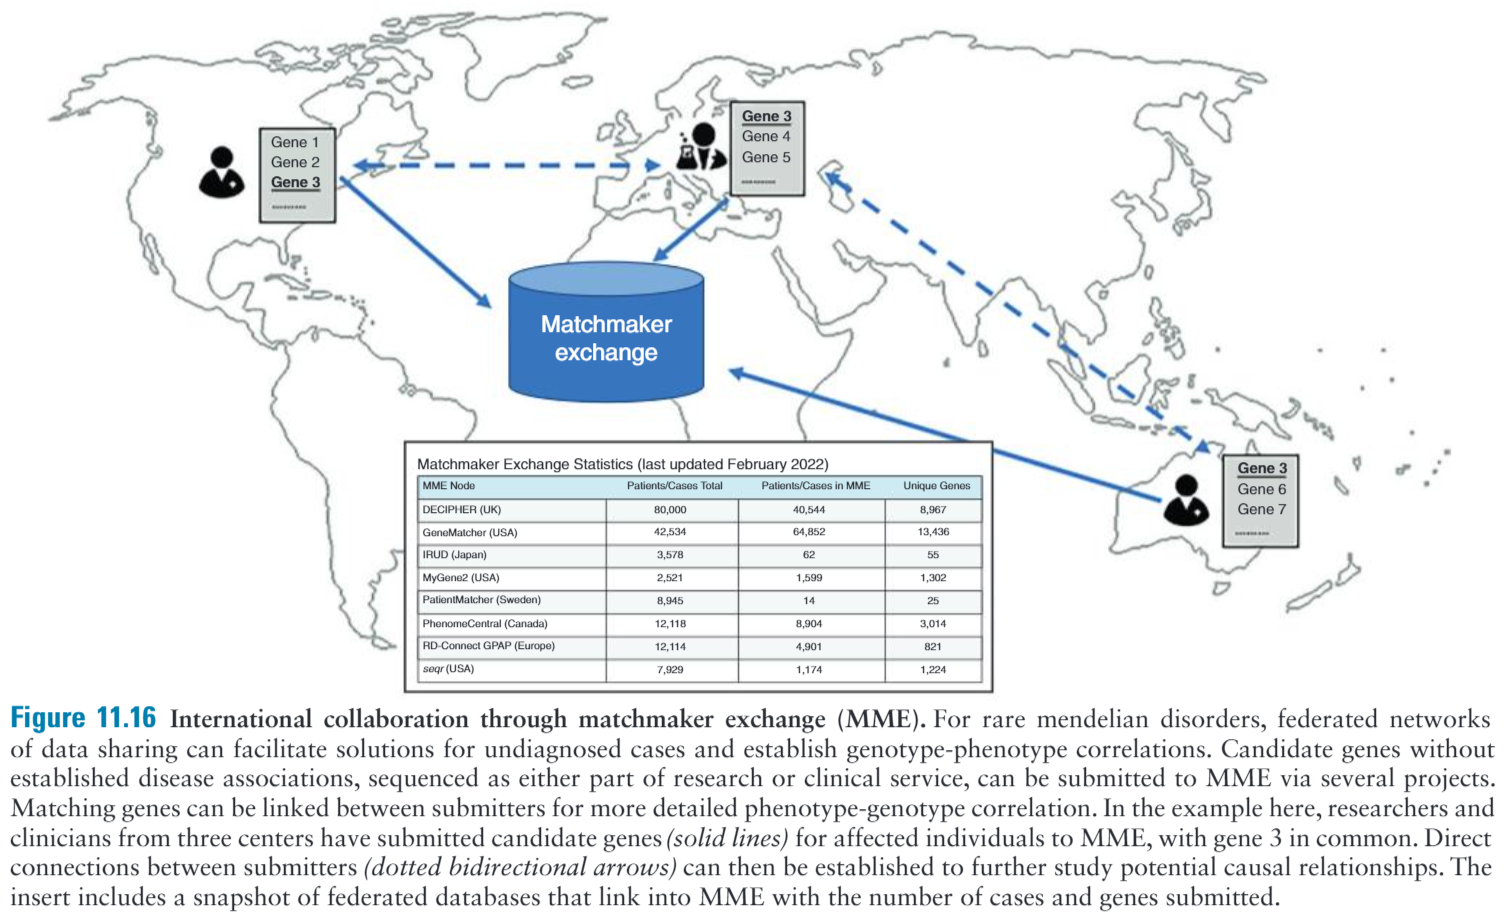 Gene 1
Gene 2
Gene 3
Gene 3
Gene 4
Gene 5
Matchmaker
exchange
Gene 3
Gene 6
Gene 7
Matchmaker Exchange Statistics (last updated February 2022)
MME Node Patients/Cases Total Patients/Cases in MME Unique Genes
DECIPHER (UK) 80,000 40,544 8,967
GeneMatcher (USA) 42,534 64,852 13,436
IRUD (Japan) 3,578 62 55
MyGene2 (USA) 2,521 1,599 1,302
PatientMatcher (Sweden) 8,945 14 25
PhenomeCentral (Canada) 12,118 8,904 3,014
RD-Connect GPAP (Europe) 12,114 4,901 821
seqr (USA) 7,929 1,174 1,224
Figure 11.16 International collaboration through matchmaker exchange (MME). For rare mendelian disorders, federated networks
of data sharing can facilitate solutions for undiagnosed cases and establish genotype-phenotype correlations. Candidate genes without
established disease associations, sequenced as either part of research or clinical service, can be submitted to MME via several projects.
Matching genes can be linked between submitters for more detailed phenotype-genotype correlation. In the example here, researchers and
clinicians from three centers have submitted candidate genes (solid lines) for affected individuals to MME, with gene 3 in common. Direct
connections between submitters (dotted bidirectional arrows) can then be established to further study potential causal relationships. The
insert includes a snapshot of federated databases that link into MME with the number of cases and genes submitted.